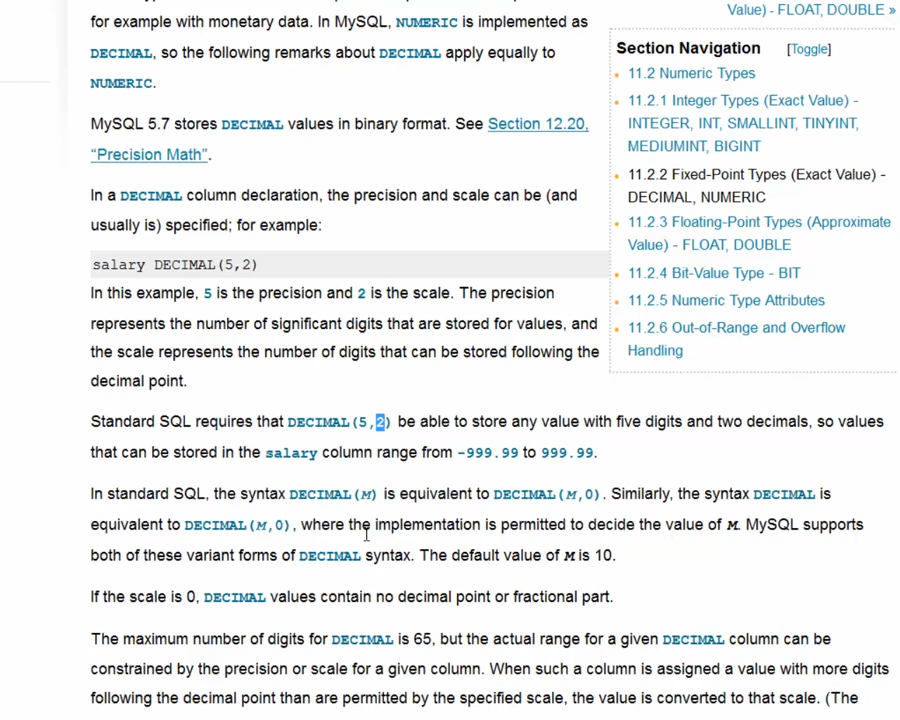 for example with monetary data. In MySQL, NUMERIC is implemented as
DECIMAL, so the following remarks about DECIMAL apply equally to
NUMERIC.
MySQL 5.7 stores DECIMAL values in binary format. See Section 12.20,
“Precision Math”.
In a DECIMAL column declaration, the precision and scale can be (and
usually is) specified; for example:
salary DECIMAL(5,2)
In this example, 5 is the precision and 2 is the scale. The precision
represents the number of significant digits that are stored for values, and
the scale represents the number of digits that can be stored following the
decimal point.
Standard SQL requires that DECIMAL(5,2) be able to store any value with five digits and two decimals, so values
that can be stored in the salary column range from -999.99 to 999.99.
In standard SQL, the syntax DECIMAL(M) is equivalent to DECIMAL(M,0). Similarly, the syntax DECIMAL is
equivalent to DECIMAL(M,0), where the implementation is permitted to decide the value of M. MySQL supports
both of these variant forms of DECIMAL syntax. The default value of M is 10.
If the scale is 0, DECIMAL values contain no decimal point or fractional part.
The maximum number of digits for DECIMAL is 65, but the actual range for a given DECIMAL column can be
constrained by the precision or scale for a given column. When such a column is assigned a value with more digits
following the decimal point than are permitted by the specified scale, the value is converted to that scale. (The
Value) - FLOAT, DOUBLE »
Section Navigation [Toggle]
11.2 Numeric Types
11.2.1 Integer Types (Exact Value) -
INTEGER, INT, SMALLINT, TINYINT,
MEDIUMINT, BIGINT
11.2.2 Fixed-Point Types (Exact Value) -
DECIMAL, NUMERIC
11.2.3 Floating-Point Types (Approximate
Value) - FLOAT, DOUBLE
11.2.4 Bit-Value Type - BIT
11.2.5 Numeric Type Attributes
11.2.6 Out-of-Range and Overflow
Handling